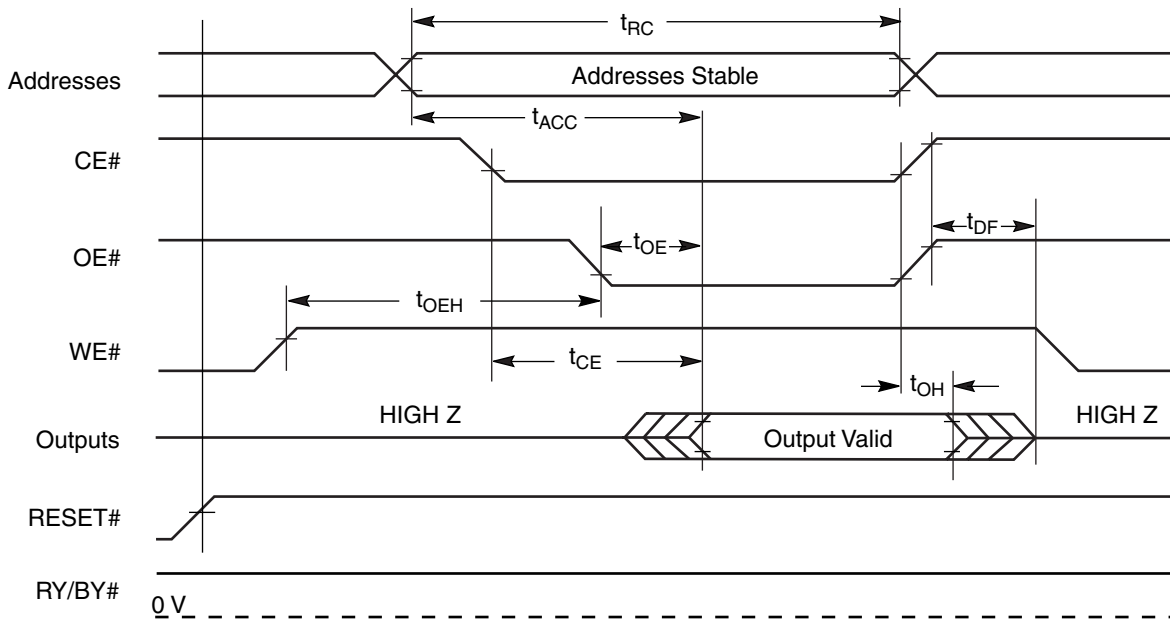 tRC
Addresses
Addresses Stable
tACC
CE#
tDF
tOE
OE#
tOEH
WE#
tCE
tOH
HIGH Z
HIGH Z
Outputs
Output Valid
RESET#
RY/BY#
0 V